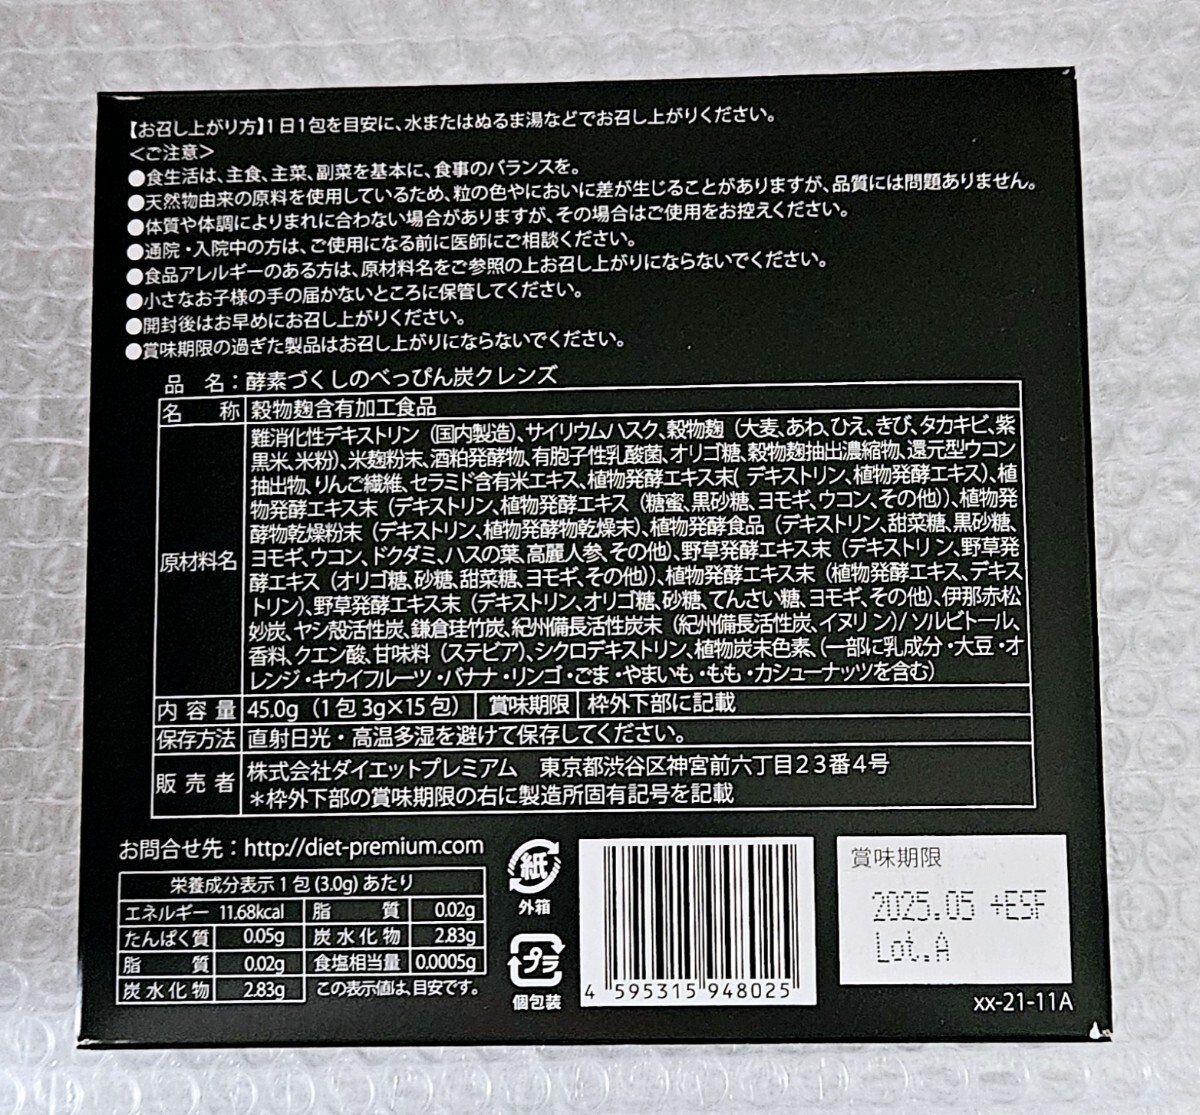 【お召し上がり方】1日1包を目安に、水またはぬるま湯などでお召し上がりください。
<ご注意>
●食生活は、主食、主菜、副菜を基本に、食事のバランスを。
●天然物由来の原料を使用しているため、粒の色やにおいに差が生じることがありますが、品質には問題ありません。
●体質や体調によりまれに合わない場合がありますが、その場合はご使用をお控えください。
●通院・入院中の方は、ご使用になる前に医師にご相談ください。
●食品アレルギーのある方は、原材料名をご参照の上お召し上がりにならないでください。
●小さなお子様の手の届かないところに保管してください。
●開封後はお早めにお召し上がりください。
●賞味期限の過ぎた製品はお召し上がりにならないでください。
品 名：酵素づくしのべっぴん炭クレンズ
名 称 穀物麹含有加工食品
原材料名
難消化性デキストリン（国内製造）、サイリウムハスク、穀物麹（大麦、あわ、ひえ、きび、タカキビ、紫
黒米、米粉）、米麹粉末、酒粕発酵物、有胞子性乳酸菌、オリゴ糖、穀物麹抽出濃縮物、還元型ウコン
抽出物、りんご繊維、セラミド含有米エキス、植物発酵エキス末（デキストリン、植物発酵エキス）、植
物発酵エキス末（デキストリン、植物発酵エキス（糖蜜、黒砂糖、ヨモギ、ウコン、その他））、植物発
酵物乾燥粉末（デキストリン、植物発酵物乾燥末）、植物発酵食品（デキストリン、甜菜糖、黒砂糖、
ヨモギ、ウコン、ドクダミ、ハスの葉、高麗人参、その他）、野草発酵エキス末（デキストリン、野草発
酵エキス（オリゴ糖、砂糖、甜菜糖、ヨモギ、その他））、植物発酵エキス末（植物発酵エキス、デキス
トリン）、野草発酵エキス末（デキストリン、オリゴ糖、砂糖、てんさい糖、ヨモギ、その他）、伊那赤松
妙炭、ヤシ殻活性炭、鎌倉珪竹炭、紀州備長活性炭末（紀州備長活性炭、イヌリン）/ソルビトール、
香料、クエン酸、甘味料（ステビア）、シクロデキストリン、植物炭末色素、（一部に乳成分・大豆・オ
レンジ・キウイフルーツ・バナナ・リンゴ・ごま・やまいも・もも・カシューナッツを含む）
内容量 45.0g（1包3g×15包） 賞味期限 枠外下部に記載
保存方法 直射日光・高温多湿を避けて保存してください。
販売者 株式会社ダイエットプレミアム 東京都渋谷区神宮前六丁目23番4号
＊枠外下部の賞味期限の右に製造所固有記号を記載
お問合せ先：http://diet-premium.com
栄養成分表示1包(3.0g)あたり
エネルギー 11.68kcal 脂質 0.02g
たんぱく質 0.05g 炭水化物 2.83g
脂質 0.02g 食塩相当量 0.0005g
炭水化物 2.83g この表示値は、目安です。
紙
外箱
プラ
個包装
4 595315 948025
賞味期限
2025.05 +ESF
Lot.A
xx-21-11A